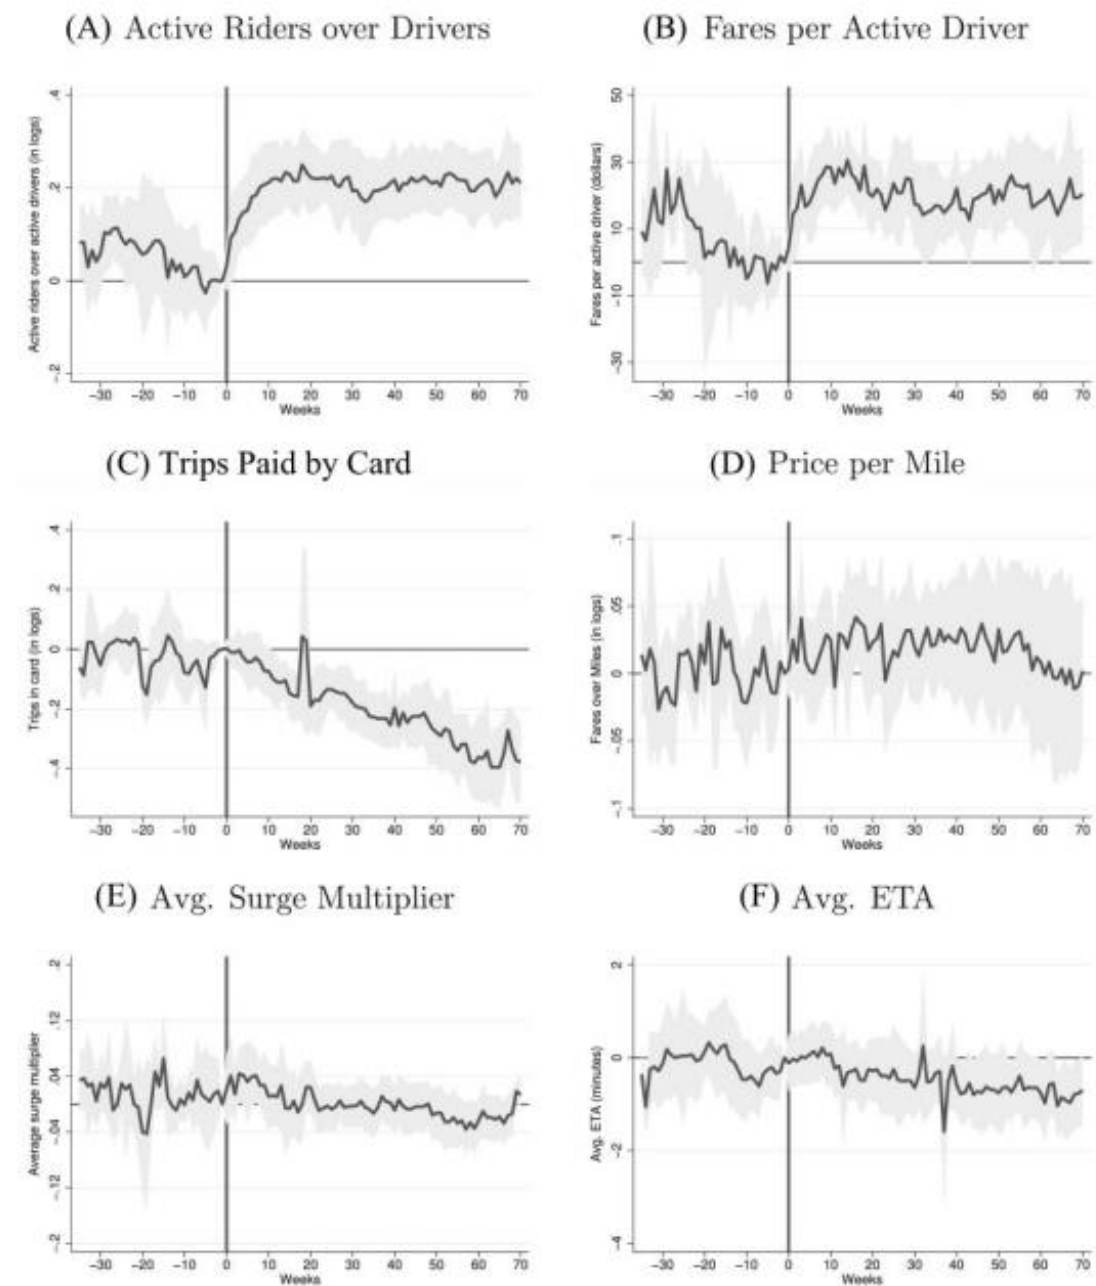 (A) Active Riders over Drivers
Active riders over active drivers (in logs)
.4
.2
0
-.2
-30 -20 -10 0 10 20 30 40 50 60 70
Weeks
(B) Fares per Active Driver
Fares per active driver (dollars)
50
30
10
-10
-30
-30 -20 -10 0 10 20 30 40 50 60 70
Weeks
(C) Trips Paid by Card
Trips in card (in logs)
.4
.2
0
-.2
-.4
-30 -20 -10 0 10 20 30 40 50 60 70
Weeks
(D) Price per Mile
Fares over Miles (in logs)
.1
.05
0
-.05
-.1
-30 -20 -10 0 10 20 30 40 50 60 70
Weeks
(E) Avg. Surge Multiplier
Average surge multiplier
.2
.12
.04
-.04
-.12
-.2
-30 -20 -10 0 10 20 30 40 50 60 70
Weeks
(F) Avg. ETA
Avg. ETA (minutes)
2
0
-2
-4
-30 -20 -10 0 10 20 30 40 50 60 70
Weeks